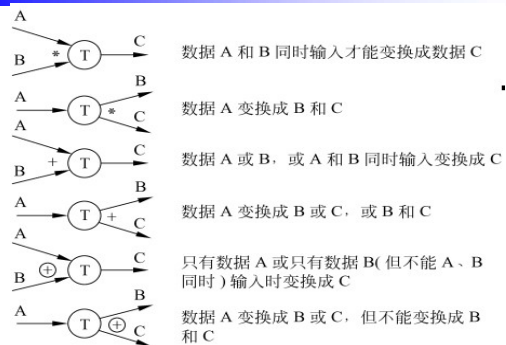 A
B
*
T
C
数据 A 和 B 同时输入才能变换成数据 C
A
T
*
B
C
数据 A 变换成 B 和 C
A
B
+
T
C
数据 A 或 B，或 A 和 B 同时输入变换成 C
A
T
+
B
C
数据 A 变换成 B 或 C，或 B 和 C
A
B
⊕
T
C
只有数据 A 或只有数据 B( 但不能 A 、B
同时 ) 输入时变换成 C
A
T
⊕
B
C
数据 A 变换成 B 或 C，但不能变换成 B
和 C